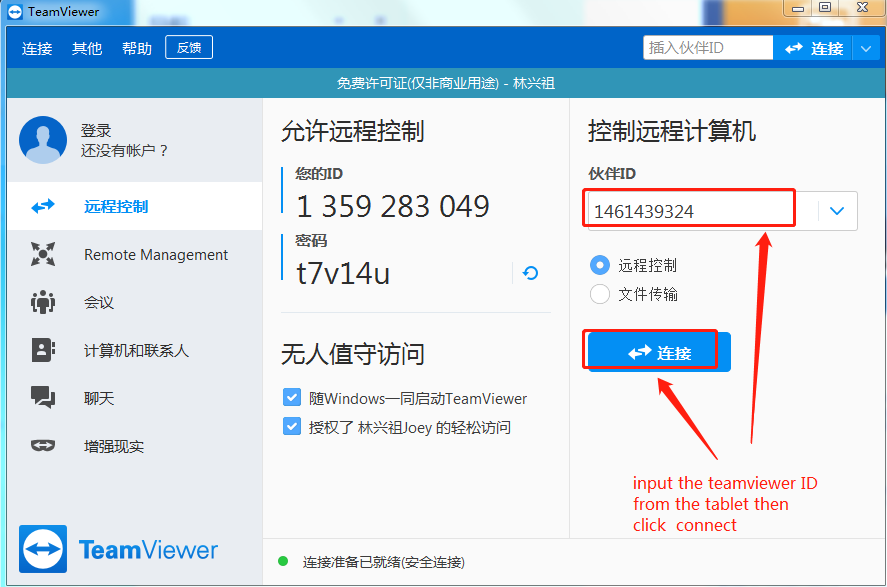 TeamViewer
连接 其他 帮助 反馈
插入伙伴ID 连接
免费许可证(仅非商业用途) - 林兴祖
登录
还没有帐户？
远程控制
Remote Management
会议
计算机和联系人
聊天
增强现实
TeamViewer
允许远程控制
您的ID
1 359 283 049
密码
t7v14u
无人值守访问
随Windows一同启动TeamViewer
授权了 林兴祖Joey 的轻松访问
控制远程计算机
伙伴ID
1461439324
远程控制
文件传输
连接
input the teamviewer ID
from the tablet then
click connect
连接准备已就绪(安全连接)